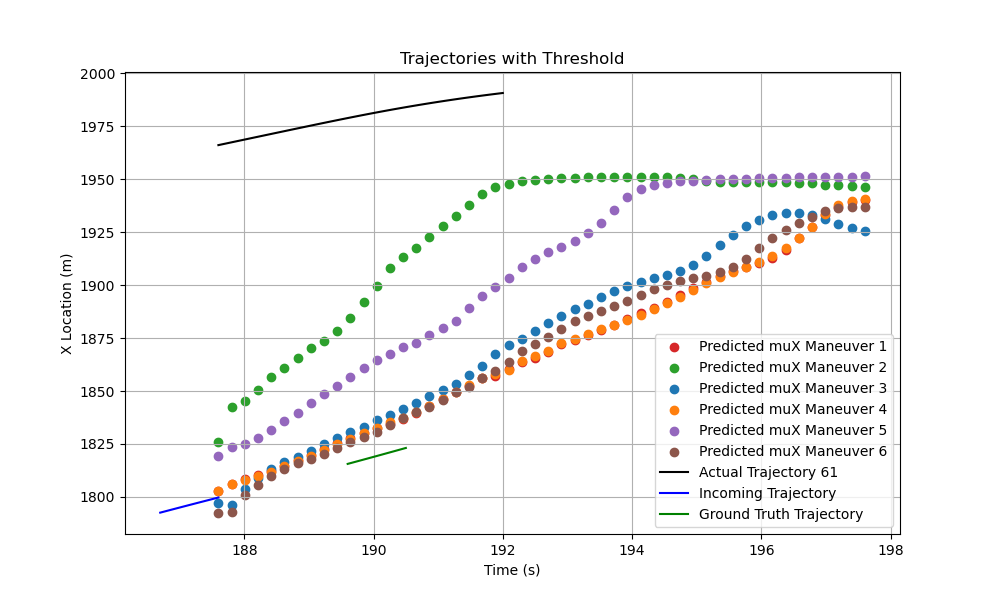 Trajectories with Threshold
X Location (m)
2000
1975
1950
1925
1900
1875
1850
1825
1800
188
190
192
194
196
198
Time (s)
Predicted muX Maneuver 1
Predicted muX Maneuver 2
Predicted muX Maneuver 3
Predicted muX Maneuver 4
Predicted muX Maneuver 5
Predicted muX Maneuver 6
Actual Trajectory 61
Incoming Trajectory
Ground Truth Trajectory